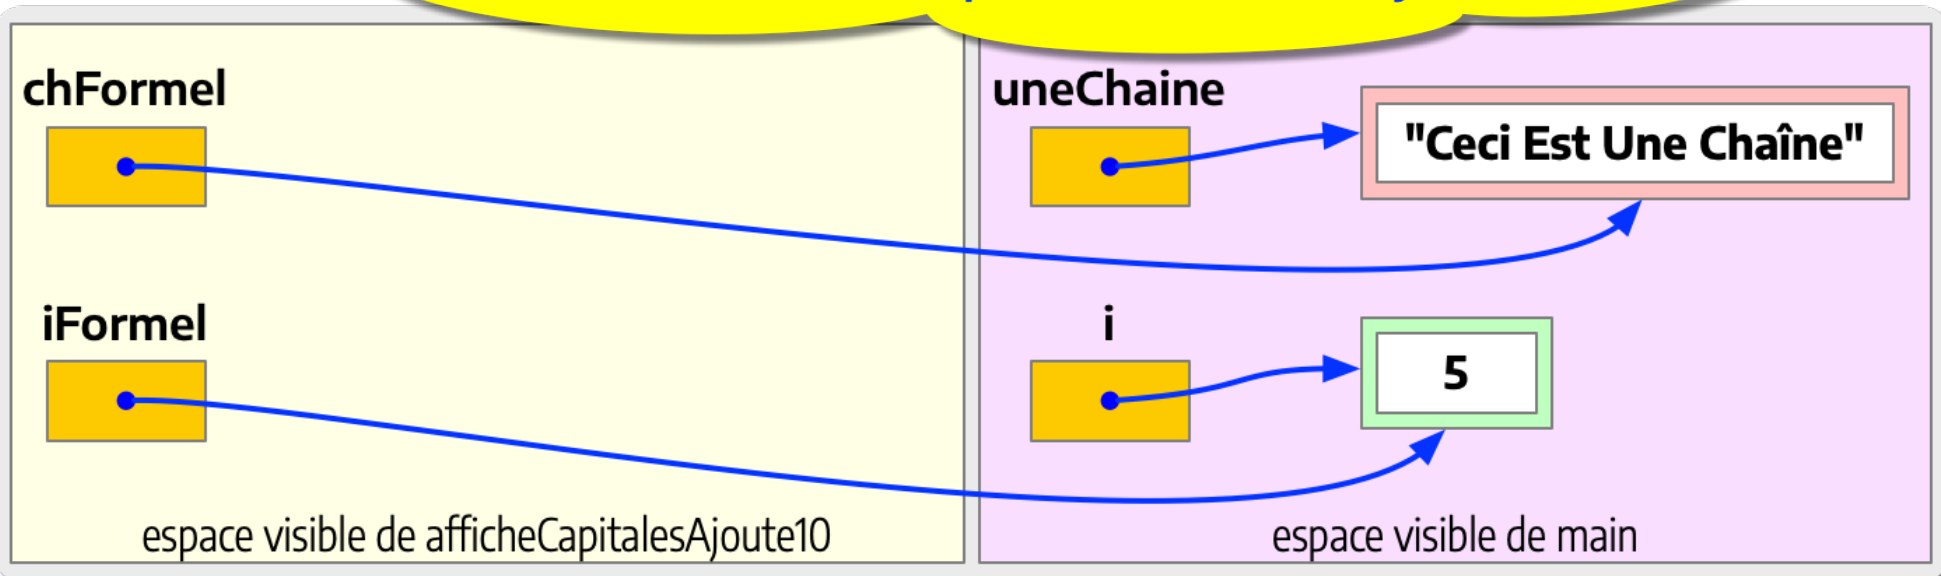 chFormel
uneChaine
"Ceci Est Une Chaîne"
iFormel
i
5
espace visible de afficheCapitalesAjoute10
espace visible de main